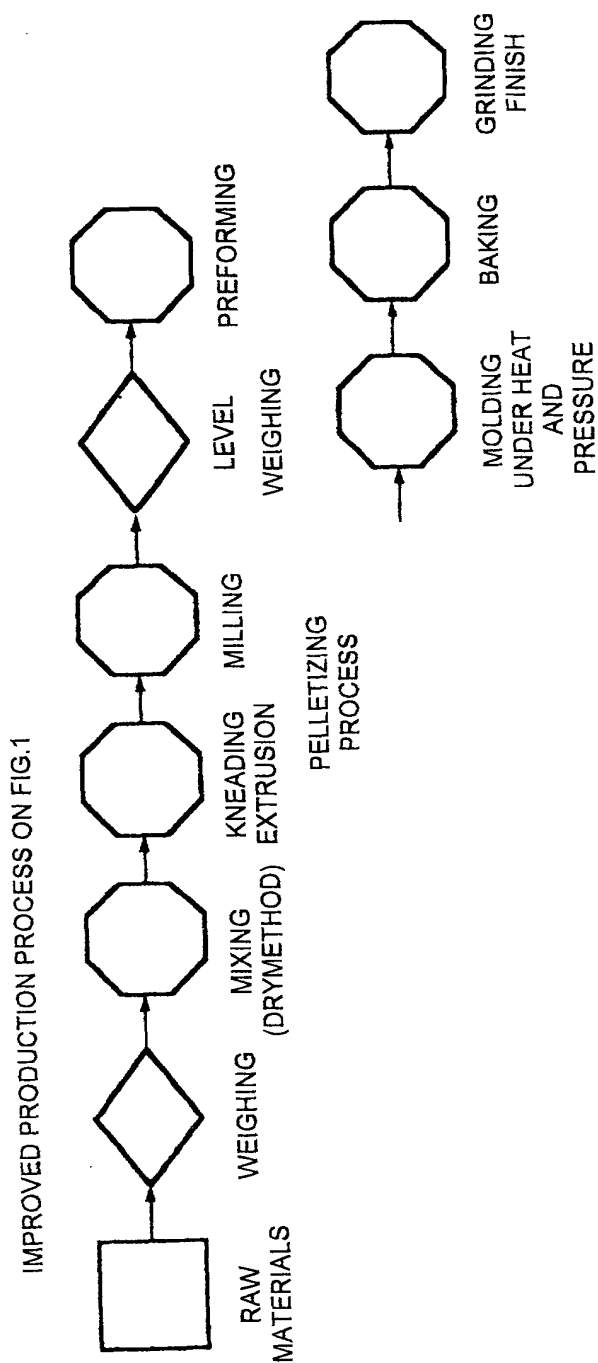 IMPROVED PRODUCTION PROCESS ON FIG.1
RAW
MATERIALS
WEIGHING
MIXING
(DRYMETHOD)
KNEADING
EXTRUSION
MILLING
PELLETIZING
PROCESS
LEVEL
WEIGHING
PREFORMING
MOLDING
UNDER HEAT
AND
PRESSURE
BAKING
GRINDING
FINISH